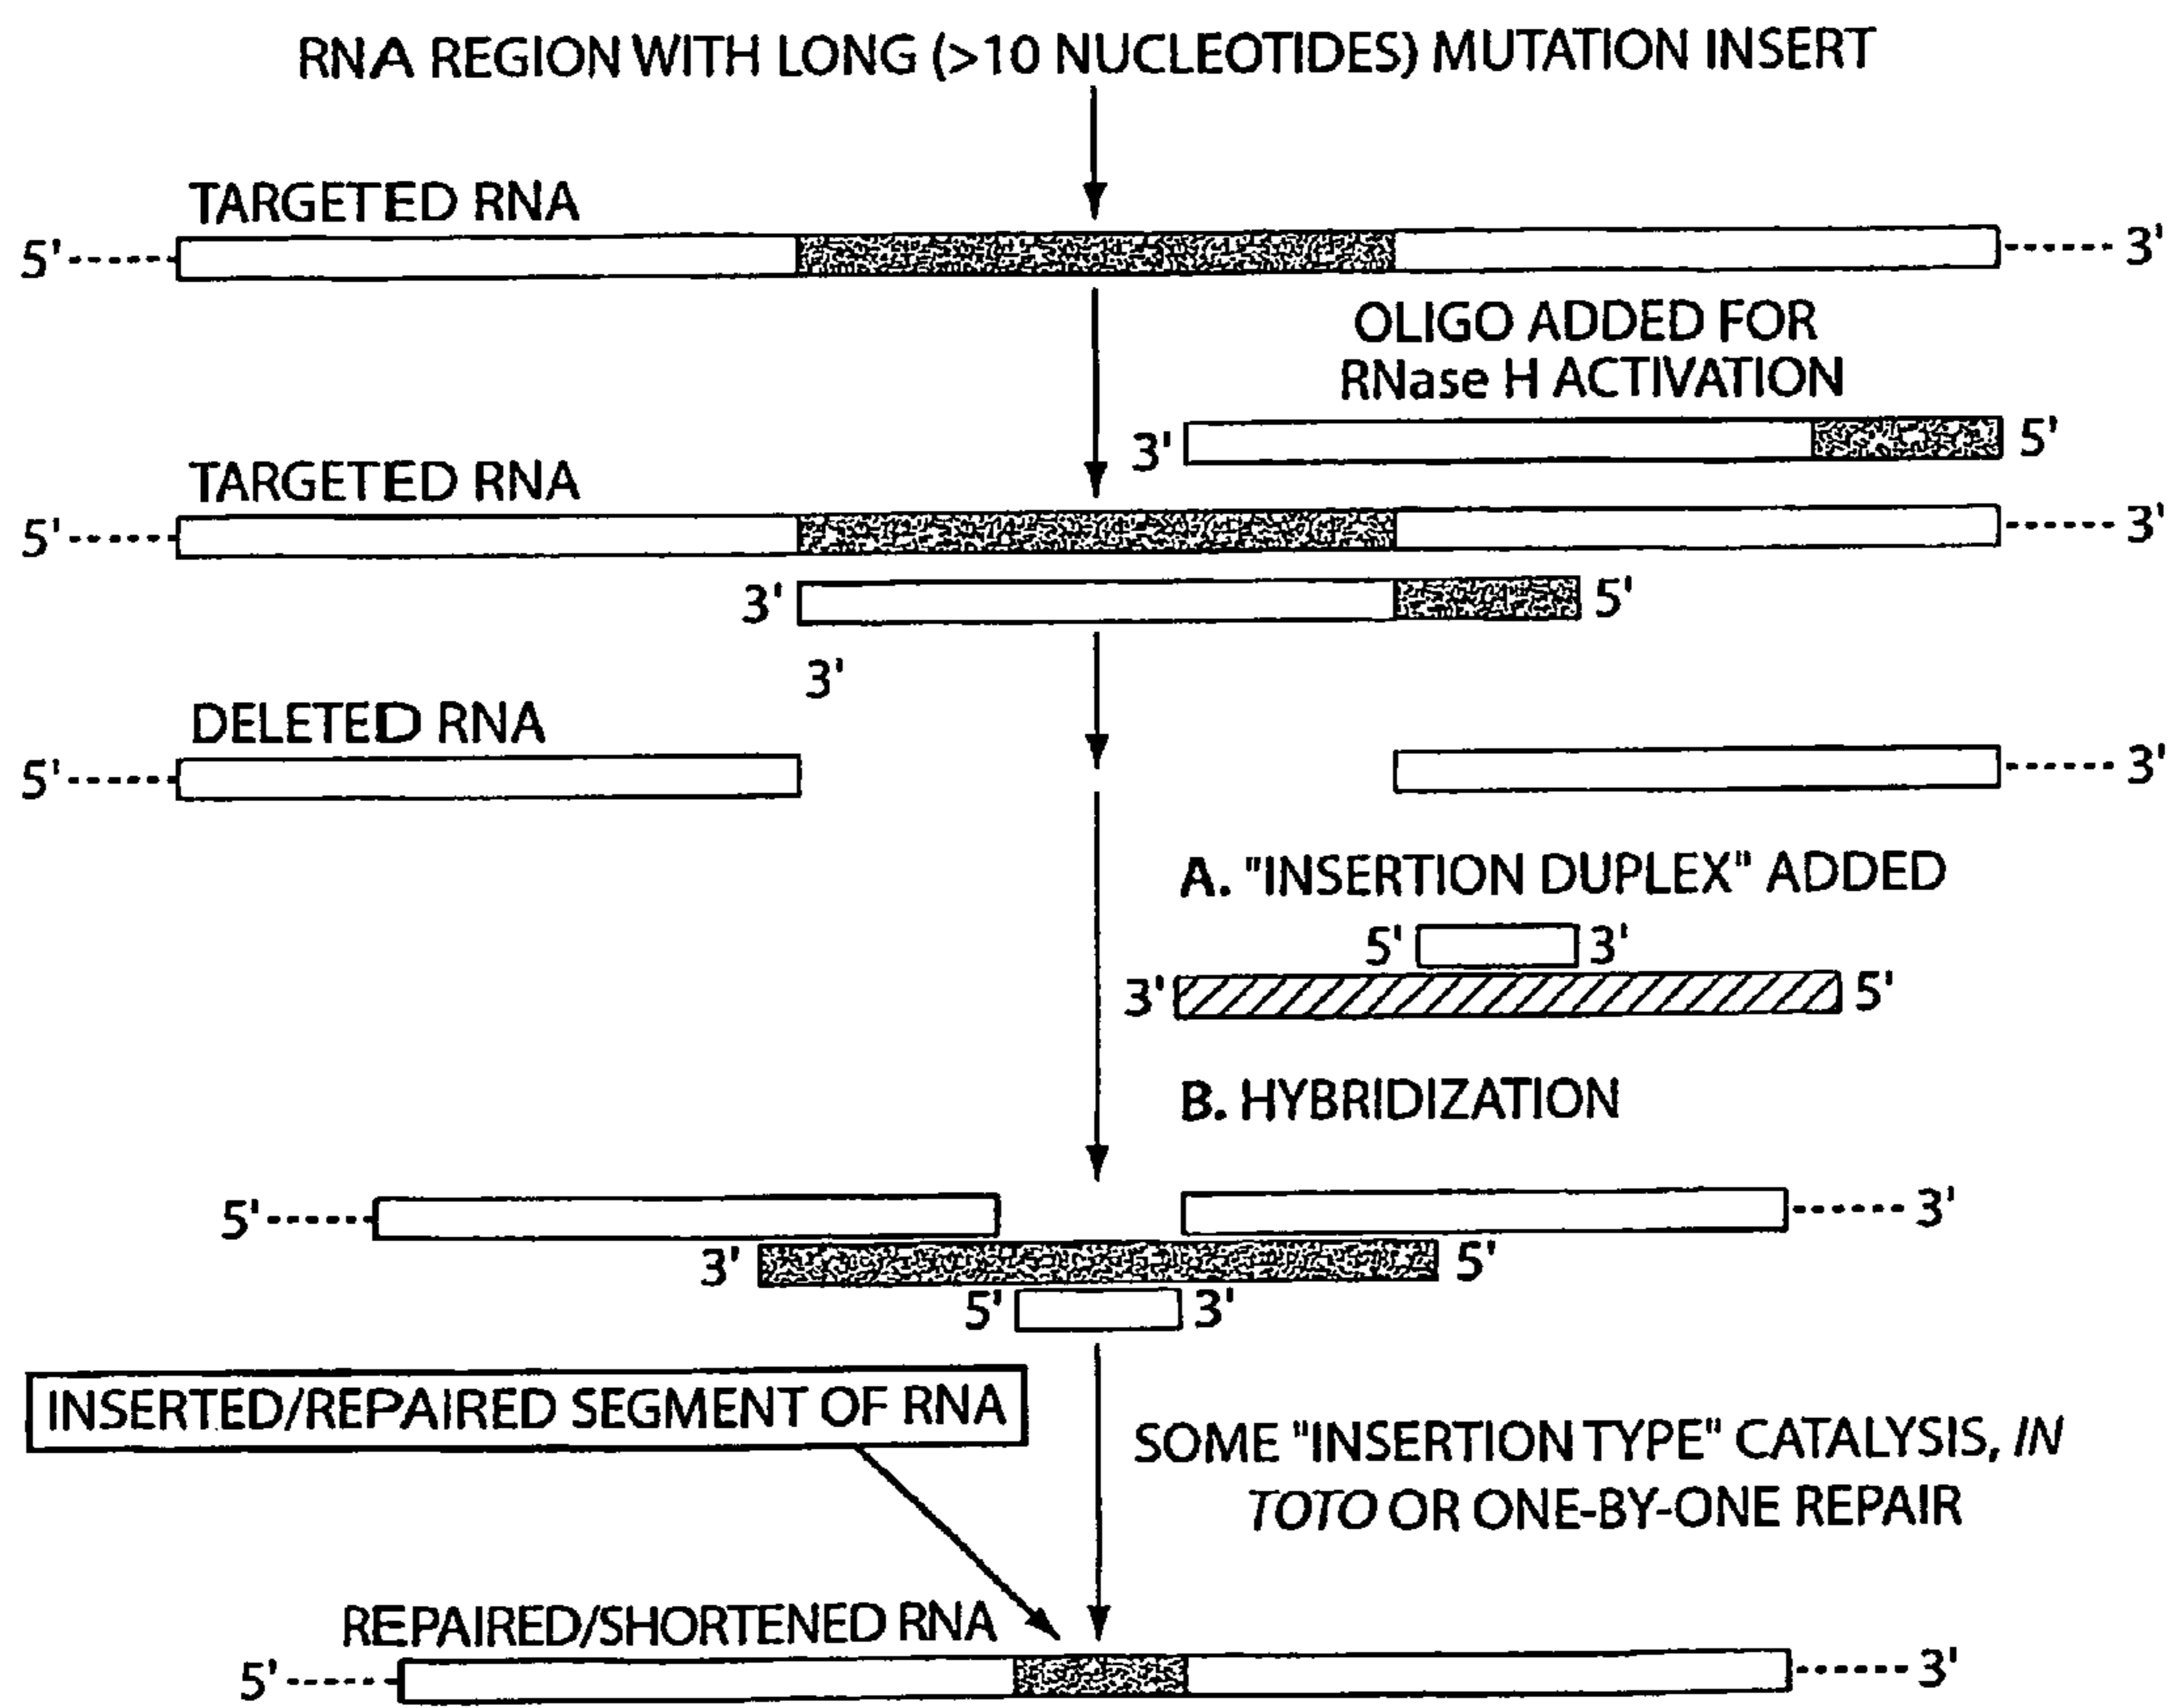 RNA REGION WITH LONG (>10 NUCLEOTIDES) MUTATION INSERT
TARGETED RNA
5' 3'
OLIGO ADDED FOR
RNase H ACTIVATION
3' 5'
TARGETED RNA
5' 3'
3' 5'
3'
DELETED RNA
5' 3'
A. "INSERTION DUPLEX" ADDED
5' 3'
3' 5'
B. HYBRIDIZATION
5' 3'
3' 5'
5' 3'
INSERTED/REPAIRED SEGMENT OF RNA
SOME "INSERTION TYPE" CATALYSIS, IN
TOTO OR ONE-BY-ONE REPAIR
REPAIRED/SHORTENED RNA
5' 3'